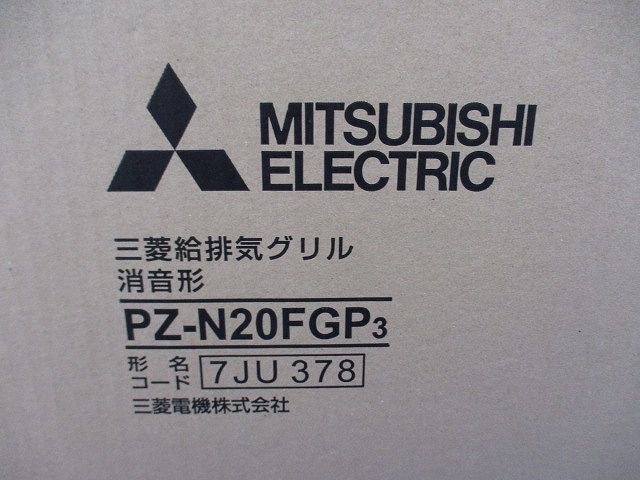 MITSUBISHI
ELECTRIC
三菱給排気グリル
消音形
PZ-N20FGP3
形名
コード 7JU 378
三菱電機株式会社